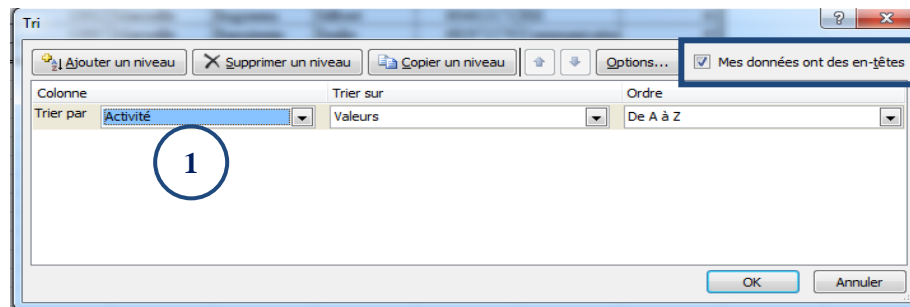 Tri
Ajouter un niveau Supprimer un niveau Copier un niveau Options... Mes données ont des en-têtes
Colonne Trier sur Ordre
Trier par Activité Valeurs De A à Z
1
OK Annuler